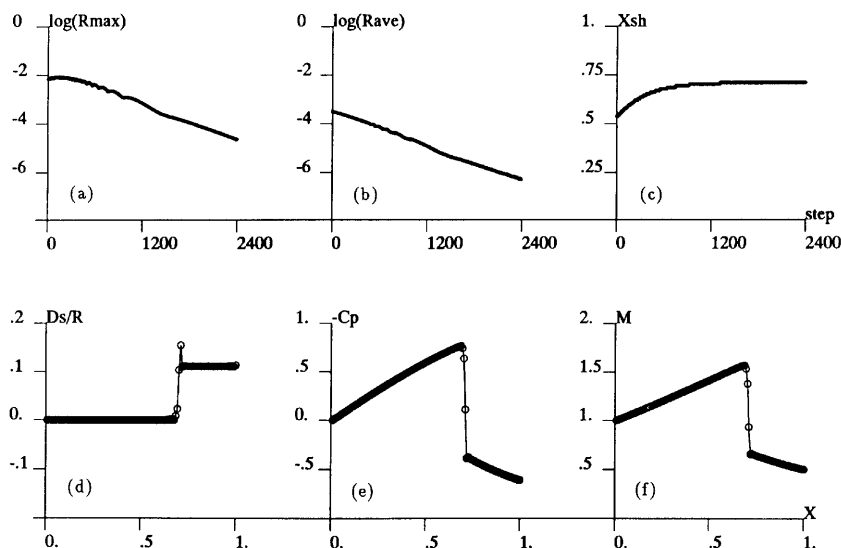 0 log(Rmax)
-2
-4
-6
(a)
0 1200 2400
0 log(Rave)
-2
-4
-6
(b)
0 1200 2400
1. Xsh
.75
.5
.25
(c)
step
0 1200 2400
.2 Ds/R
0.1
0.
-.1
(d)
0. .5 1.
1. -Cp
0.5
0.
-.5
(e)
0. .5 1.
2. M
1.5
1.
.5
(f)
X
0. .5 1.